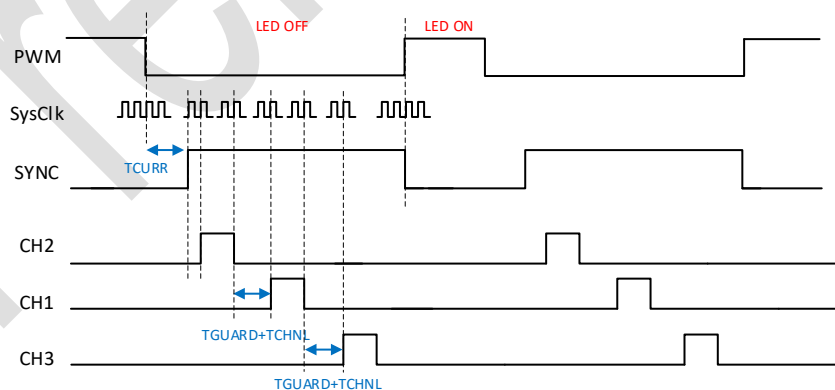 LED OFF
LED ON
PWM
SysClk
TCURR
SYNC
CH2
CH1
TGUARD+TCHNL
CH3
TGUARD+TCHNL